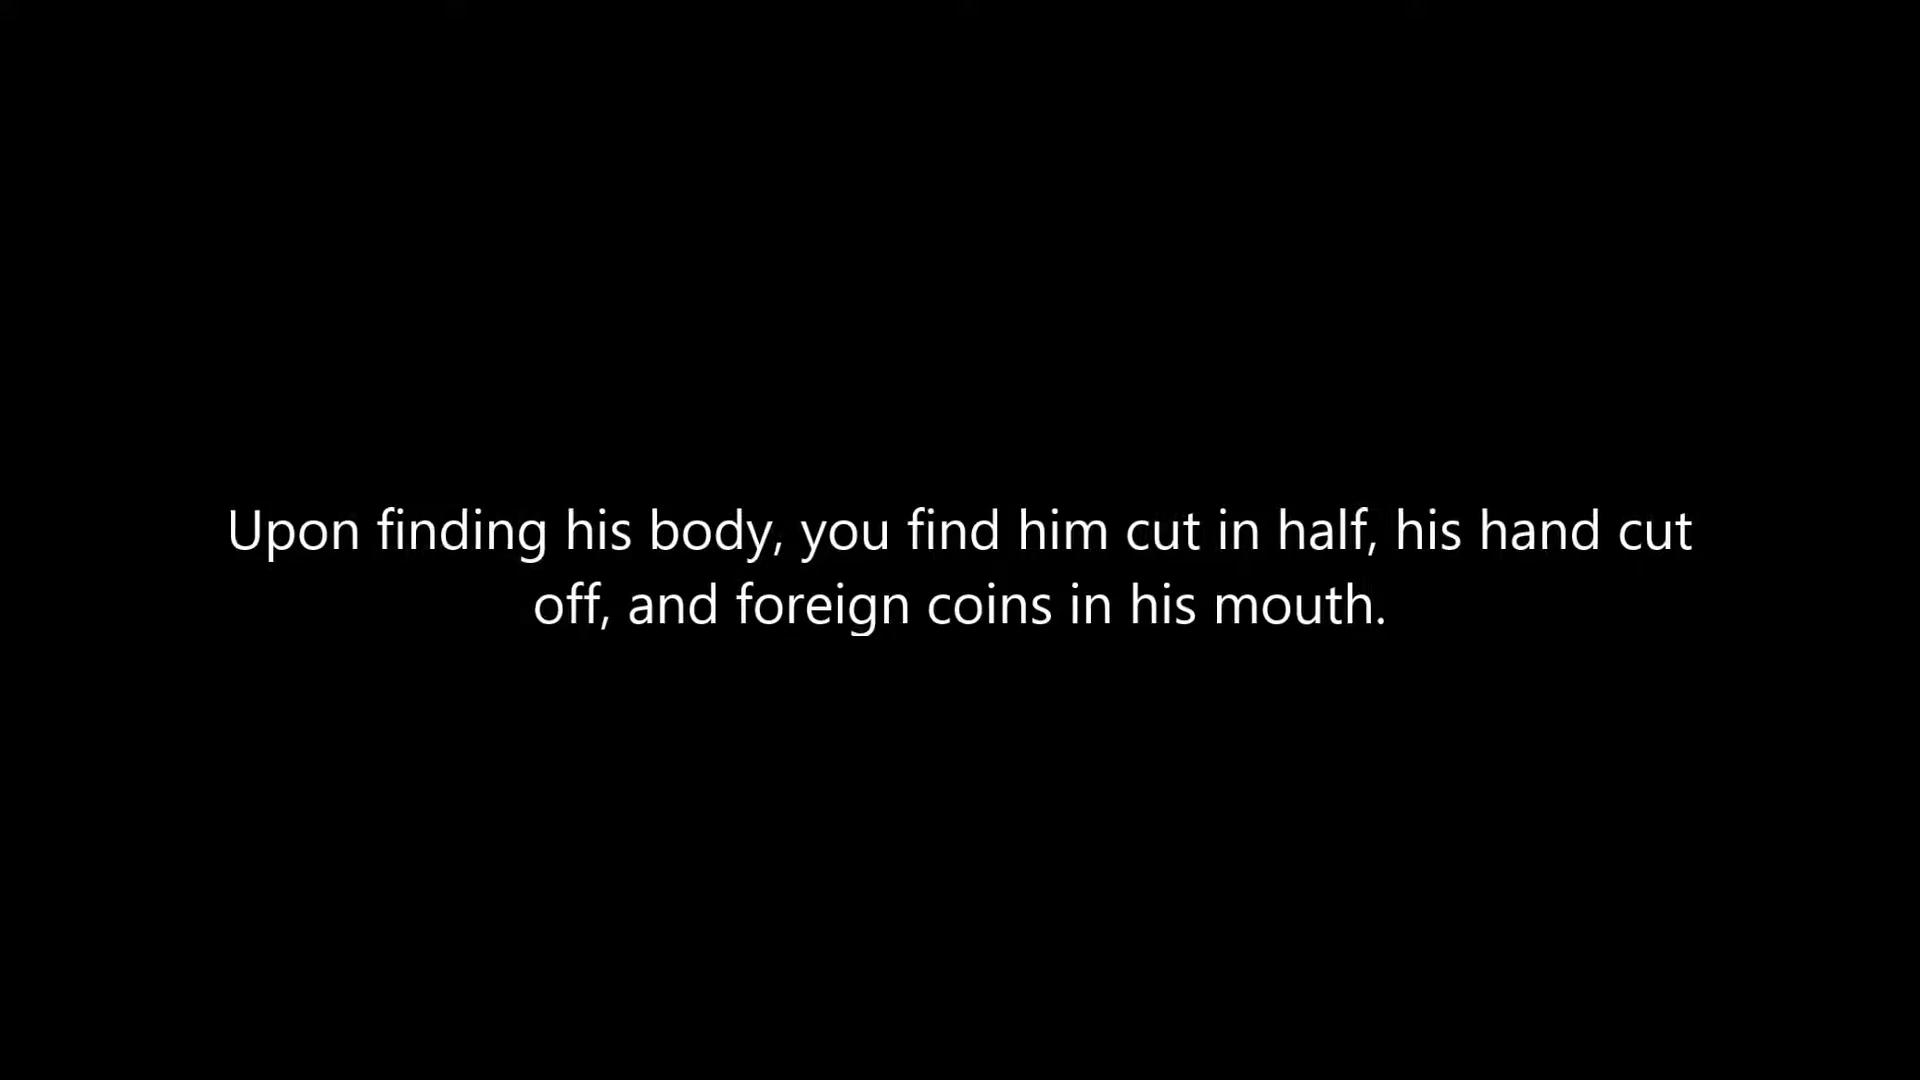 Upon finding his body, you find him cut in half, his hand cut
off, and foreign coins in his mouth.